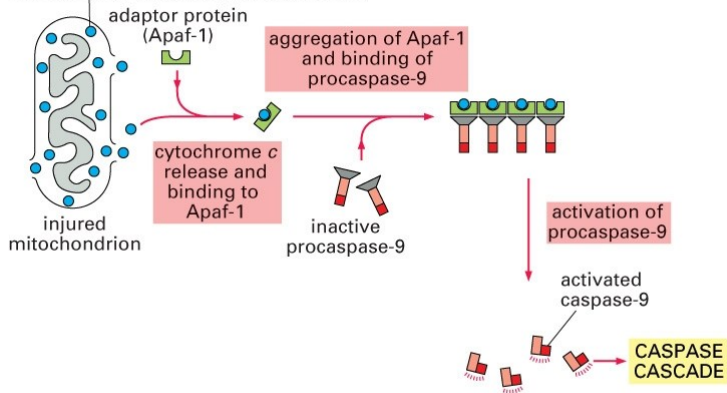 adaptor protein
(Apaf-1)
aggregation of Apaf-1
and binding of
procaspase-9
cytochrome c
release and
binding to
Apaf-1
injured
mitochondrion
inactive
procaspase-9
activation of
procaspase-9
activated
caspase-9
CASPASE
CASCADE